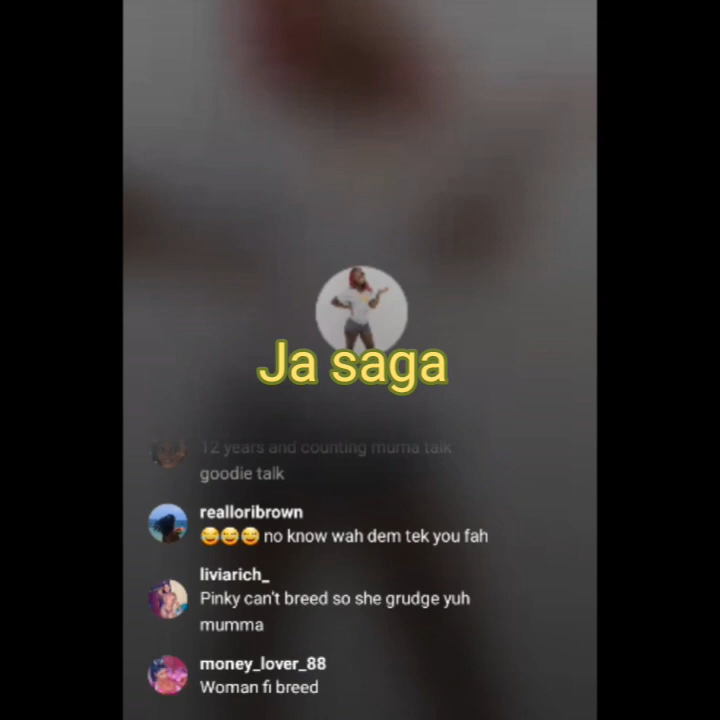 Ja saga
12 years and counting muma talk
goodie talk
realloribrown
😂😅😅 no know wah dem tek you fah
liviarich_
Pinky can't breed so she grudge yuh
mumma
money_lover_88
Woman fi breed